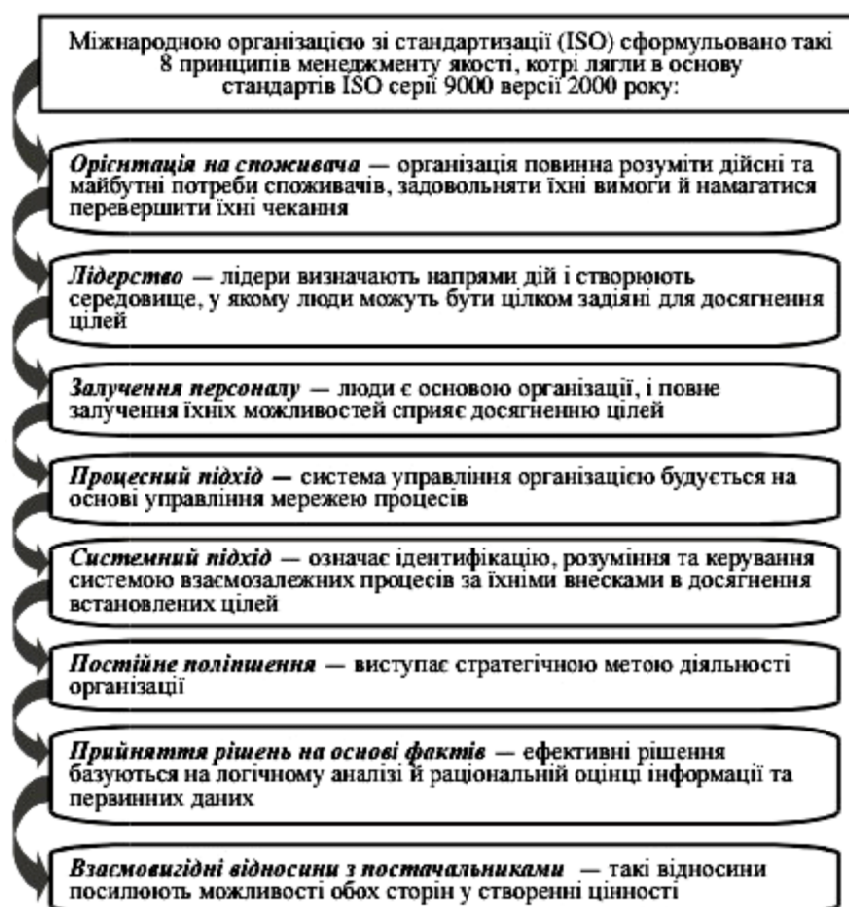 Міжнародною організацією зі стандартизації (ISO) сформульовано такі
8 принципів менеджменту якості, котрі лягли в основу
стандартів ISO серії 9000 версії 2000 року:
Орієнтація на споживача — організація повинна розуміти дійсні та
майбутні потреби споживачів, задовольняти їхні вимоги й намагатися
перевершити їхні чекання
Лідерство — лідери визначають напрями дій і створюють
середовище, у якому люди можуть бути цілком задіяні для досягнення
цілей
Залучення персоналу — люди є основою організації, і повне
залучення їхніх можливостей сприяє досягненню цілей
Процесний підхід — система управління організацією будується на
основі управління мережею процесів
Системний підхід — означає ідентифікацію, розуміння та керування
системою взаємозалежних процесів за їхніми внесками в досягнення
встановлених цілей
Постійне поліпшення — виступає стратегічною метою діяльності
організації
Прийняття рішень на основі фактів — ефективні рішення
базуються на логічному аналізі й раціональній оцінці інформації та
первинних даних
Взаємовигідні відносини з постачальниками — такі відносини
посилюють можливості обох сторін у створенні цінності